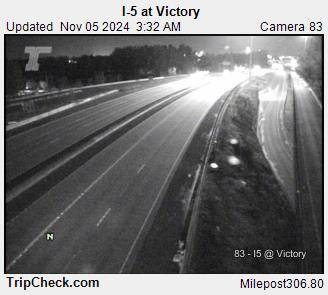 I-5 at Victory
Updated Nov 05 2024 3:32 AM Camera 83
T
N
83 - I5 @ Victory
TripCheck.com Milepost306.80